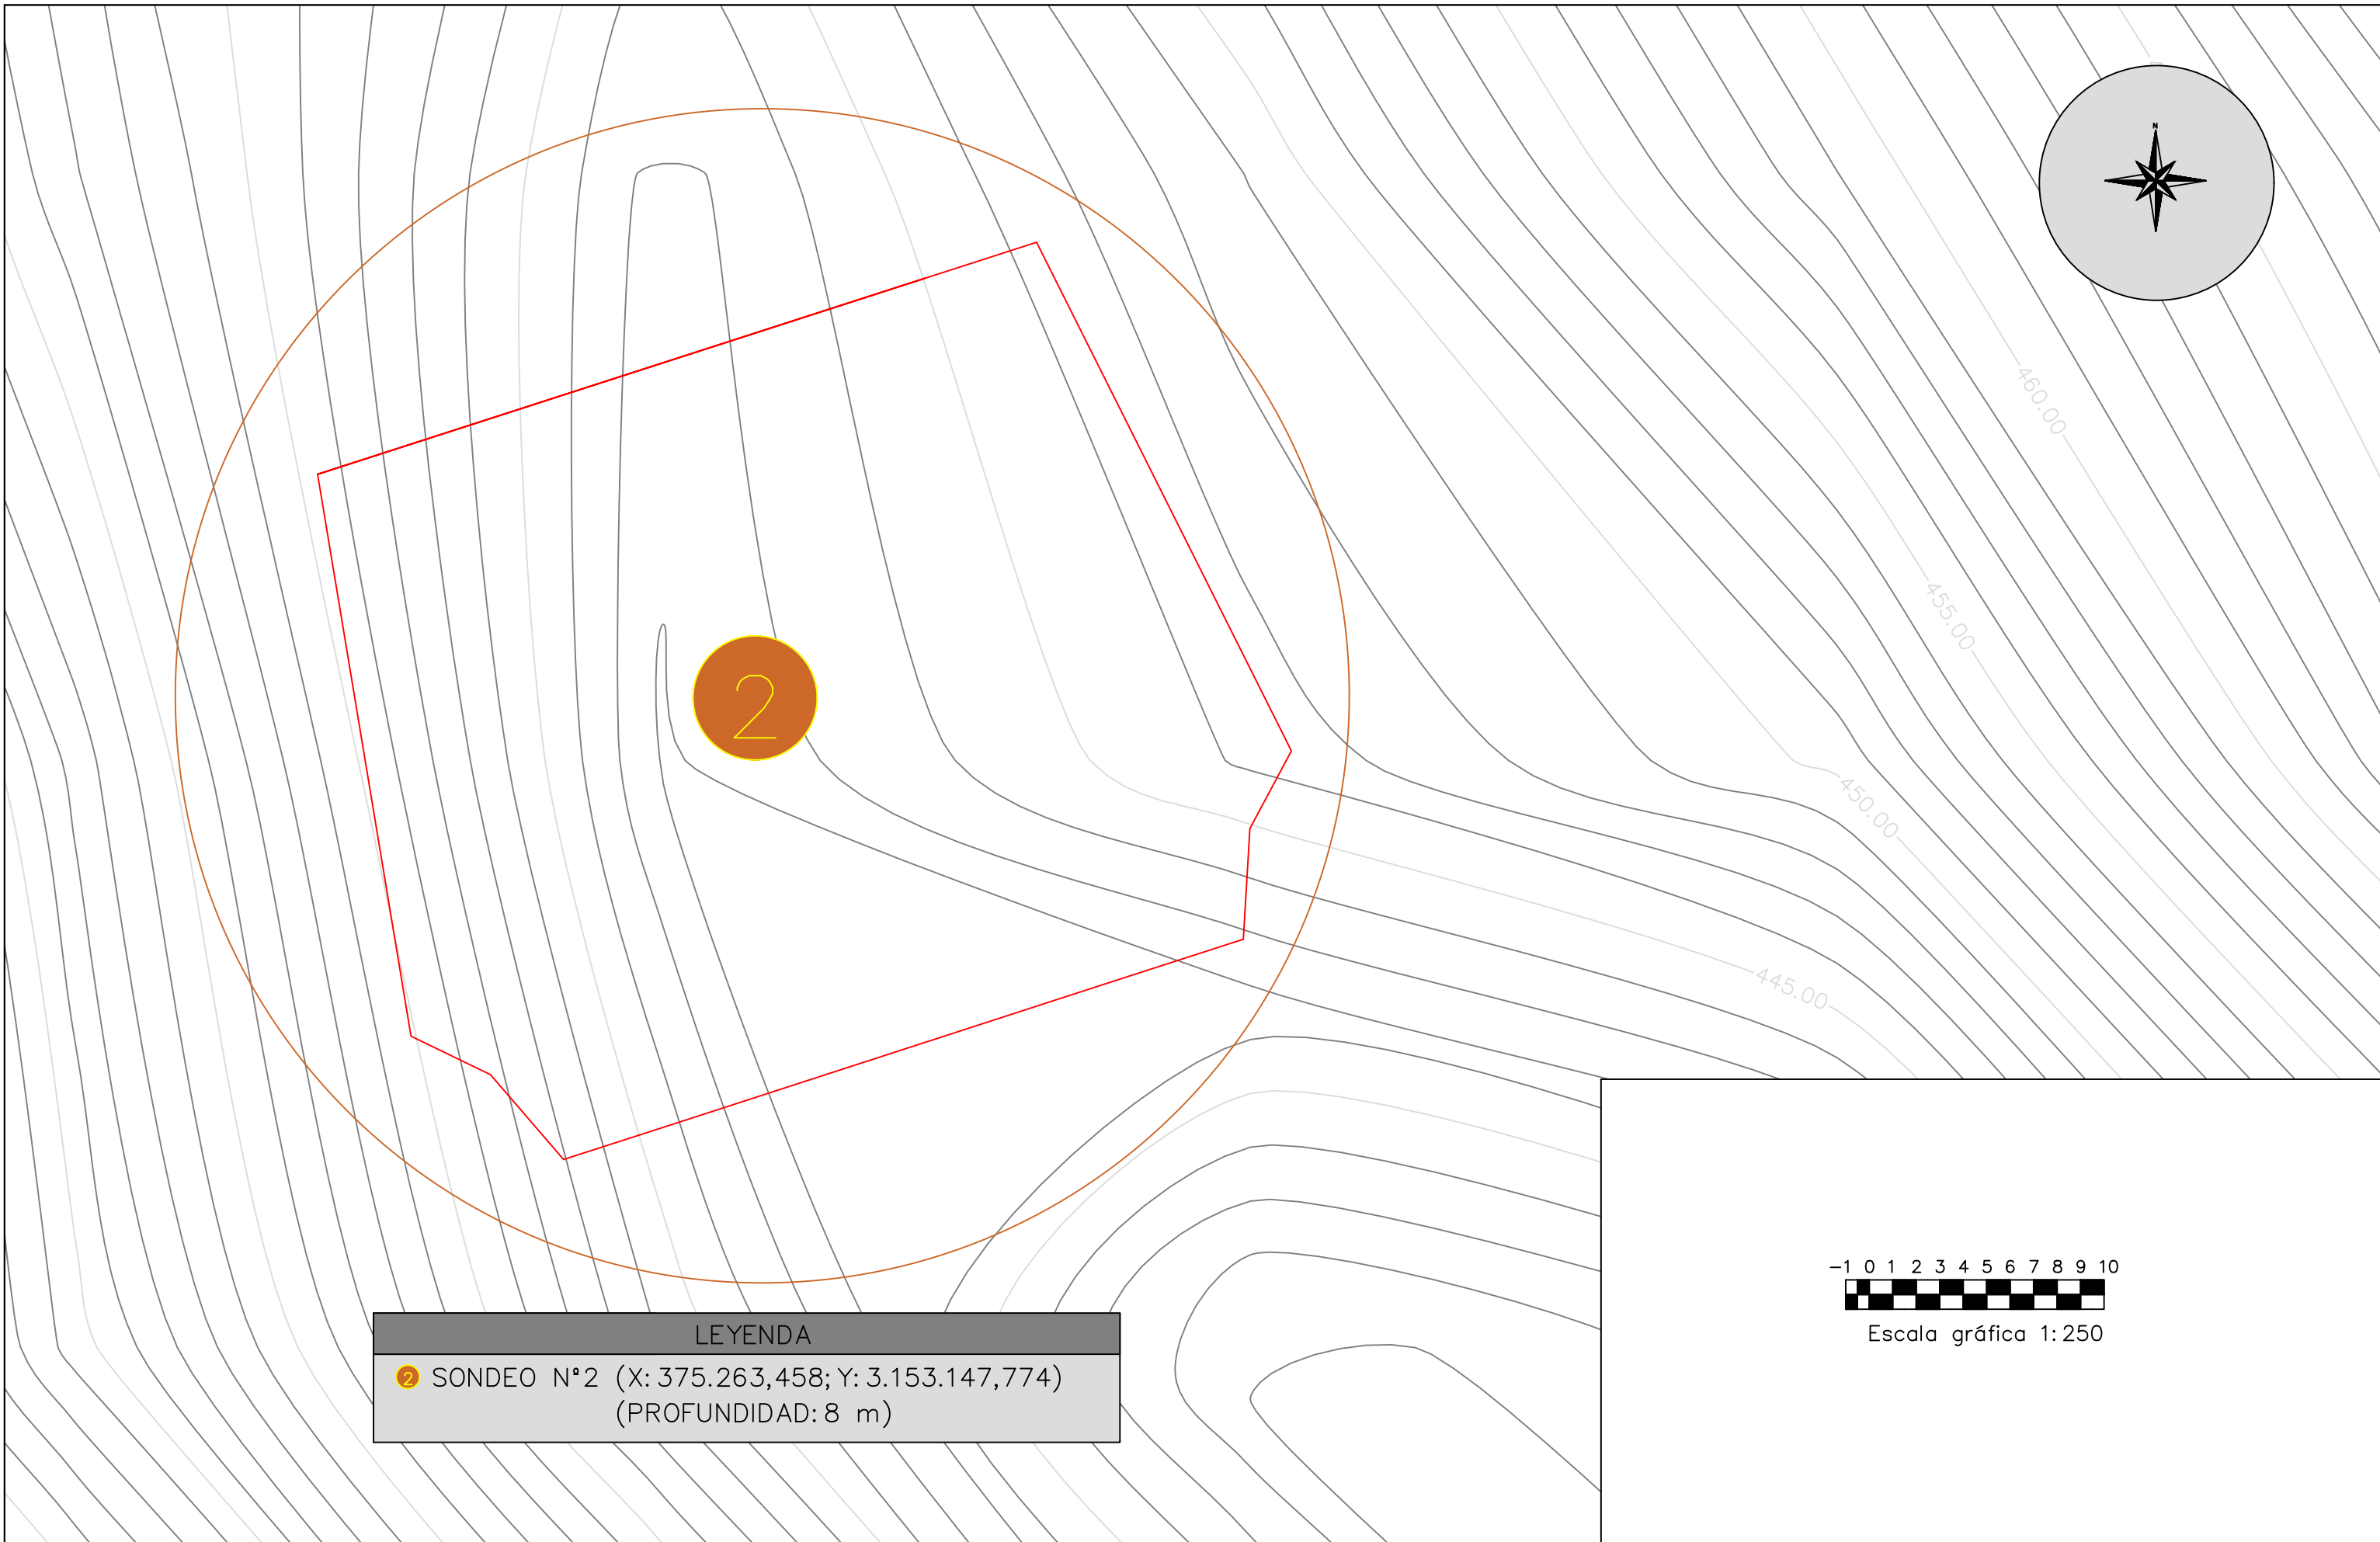 N
460.00
455.00
450.00
445.00
2
-1 0 1 2 3 4 5 6 7 8 9 10
Escala gráfica 1:250
LEYENDA
2 SONDEO N°2 (X: 375.263,458; Y: 3.153.147,774)
(PROFUNDIDAD: 8 m)